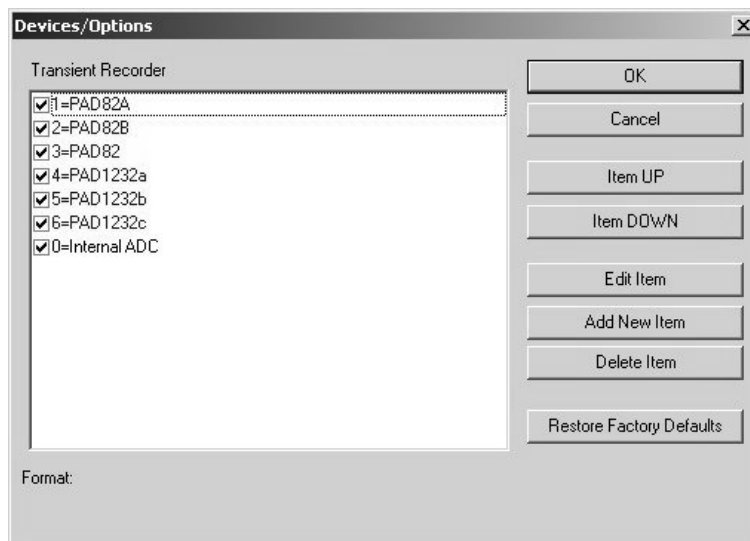 Devices/Options
Transient Recorder
1=PAD82A
2=PAD82B
3=PAD82
4=PAD1232a
5=PAD1232b
6=PAD1232c
0=Internal ADC
OK
Cancel
Item UP
Item DOWN
Edit Item
Add New Item
Delete Item
Restore Factory Defaults
Format: